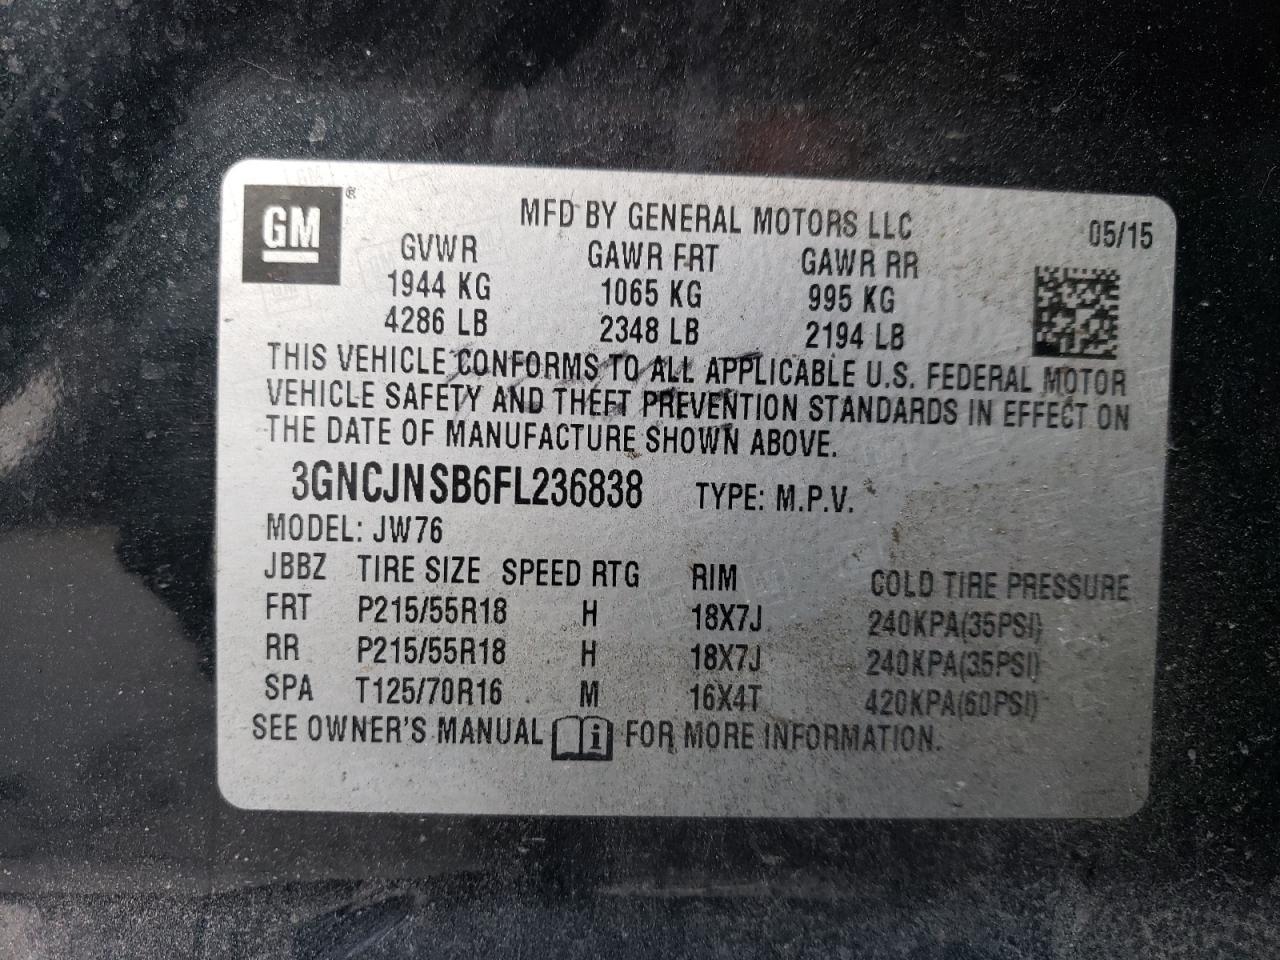 GM®
MFD BY GENERAL MOTORS LLC 05/15
GVWR GAWR FRT GAWR RR
1944 KG 1065 KG 995 KG
4286 LB 2348 LB 2194 LB
THIS VEHICLE CONFORMS TO ALL APPLICABLE U.S. FEDERAL MOTOR
VEHICLE SAFETY AND THEFT PREVENTION STANDARDS IN EFFECT ON
THE DATE OF MANUFACTURE SHOWN ABOVE.
3GNCJNSB6FL236838 TYPE: M.P.V.
MODEL: JW76
JBBZ TIRE SIZE SPEED RTG RIM COLD TIRE PRESSURE
FRT P215/55R18 H 18X7J 240KPA(35PSI)
RR P215/55R18 H 18X7J 240KPA(35PSI)
SPA T125/70R16 M 16X4T 420KPA(60PSI)
SEE OWNER'S MANUAL i FOR MORE INFORMATION.